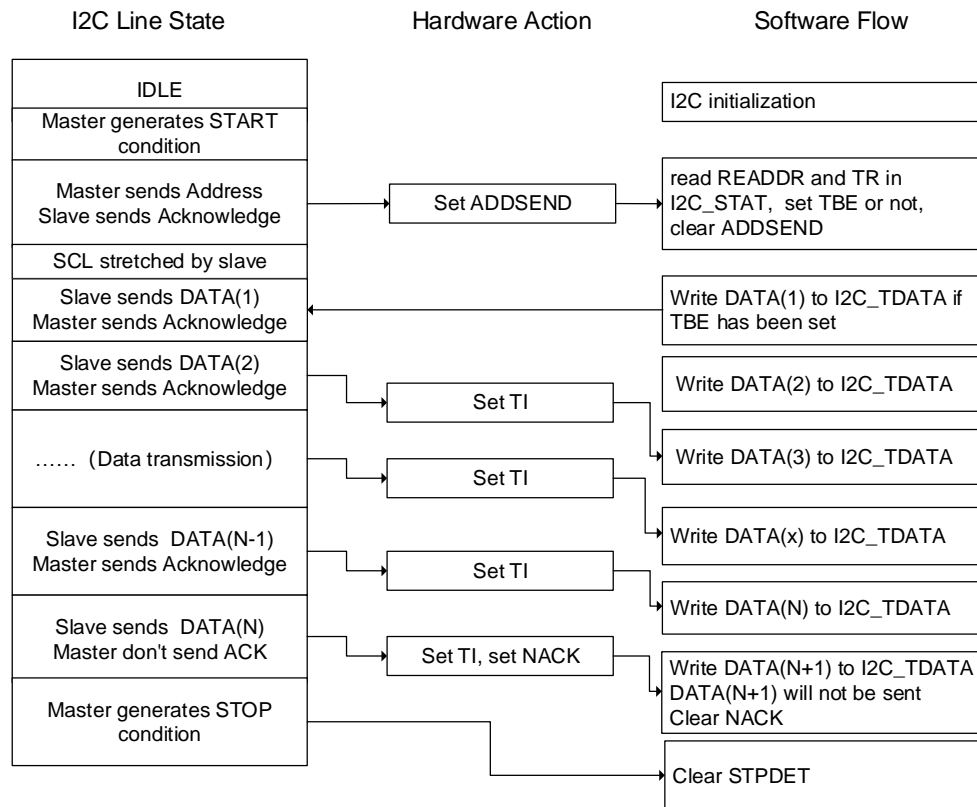 I2C Line State
Hardware Action
Software Flow
IDLE
I2C initialization
Master generates START
condition
Master sends Address
Slave sends Acknowledge
Set ADDSEND
read READDR and TR in
I2C_STAT, set TBE or not,
clear ADDSEND
SCL stretched by slave
Slave sends DATA(1)
Master sends Acknowledge
Write DATA(1) to I2C_TDATA if
TBE has been set
Slave sends DATA(2)
Master sends Acknowledge
Set TI
Write DATA(2) to I2C_TDATA
Write DATA(3) to I2C_TDATA
...... (Data transmission)
Set TI
Write DATA(x) to I2C_TDATA
Slave sends DATA(N-1)
Master sends Acknowledge
Set TI
Write DATA(N) to I2C_TDATA
Slave sends DATA(N)
Master don't send ACK
Set TI, set NACK
Write DATA(N+1) to I2C_TDATA
DATA(N+1) will not be sent
Clear NACK
Master generates STOP
condition
Clear STPDET